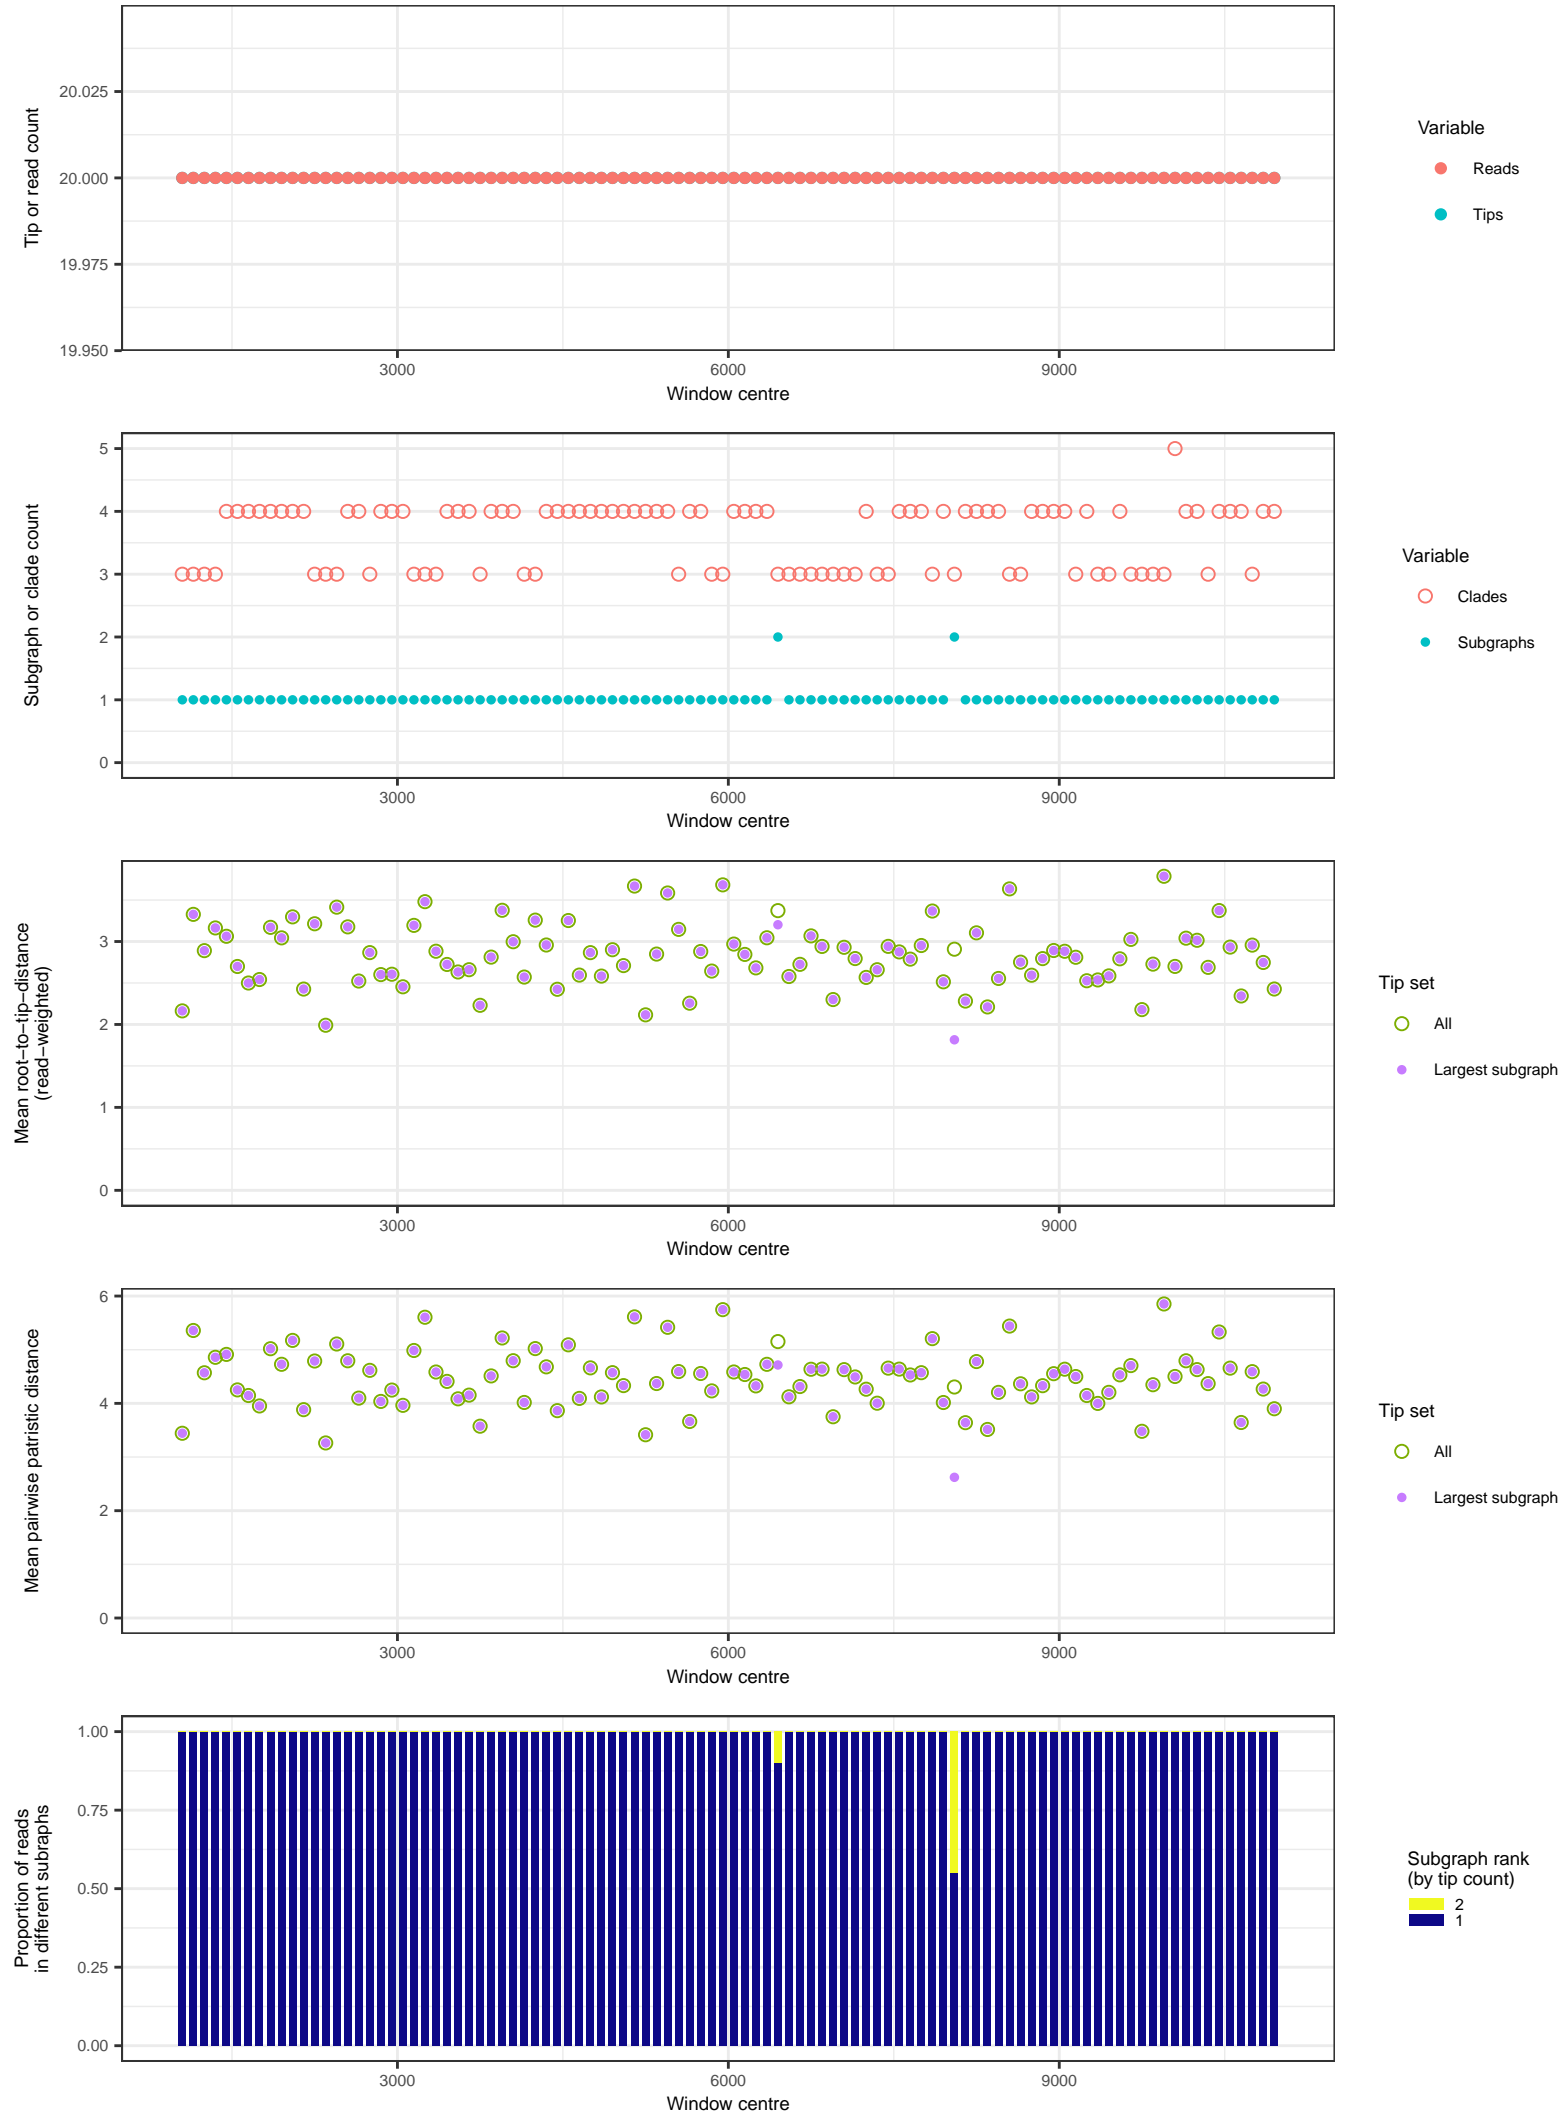 20.025
20.000
19.975
19.950
Tip or read count
3000
6000
9000
Window centre
Variable
Reads
Tips
5
4
3
2
1
0
Subgraph or clade count
3000
6000
9000
Window centre
Variable
Clades
Subgraphs
3
2
1
0
Mean root−to−tip−distance
(read−weighted)
3000
6000
9000
Window centre
Tip set
All
Largest subgraph
6
4
2
0
Mean pairwise patristic distance
3000
6000
9000
Window centre
Tip set
All
Largest subgraph
1.00
0.75
0.50
0.25
0.00
Proportion of reads
in different subraphs
3000
6000
9000
Window centre
Subgraph rank
(by tip count)
2
1